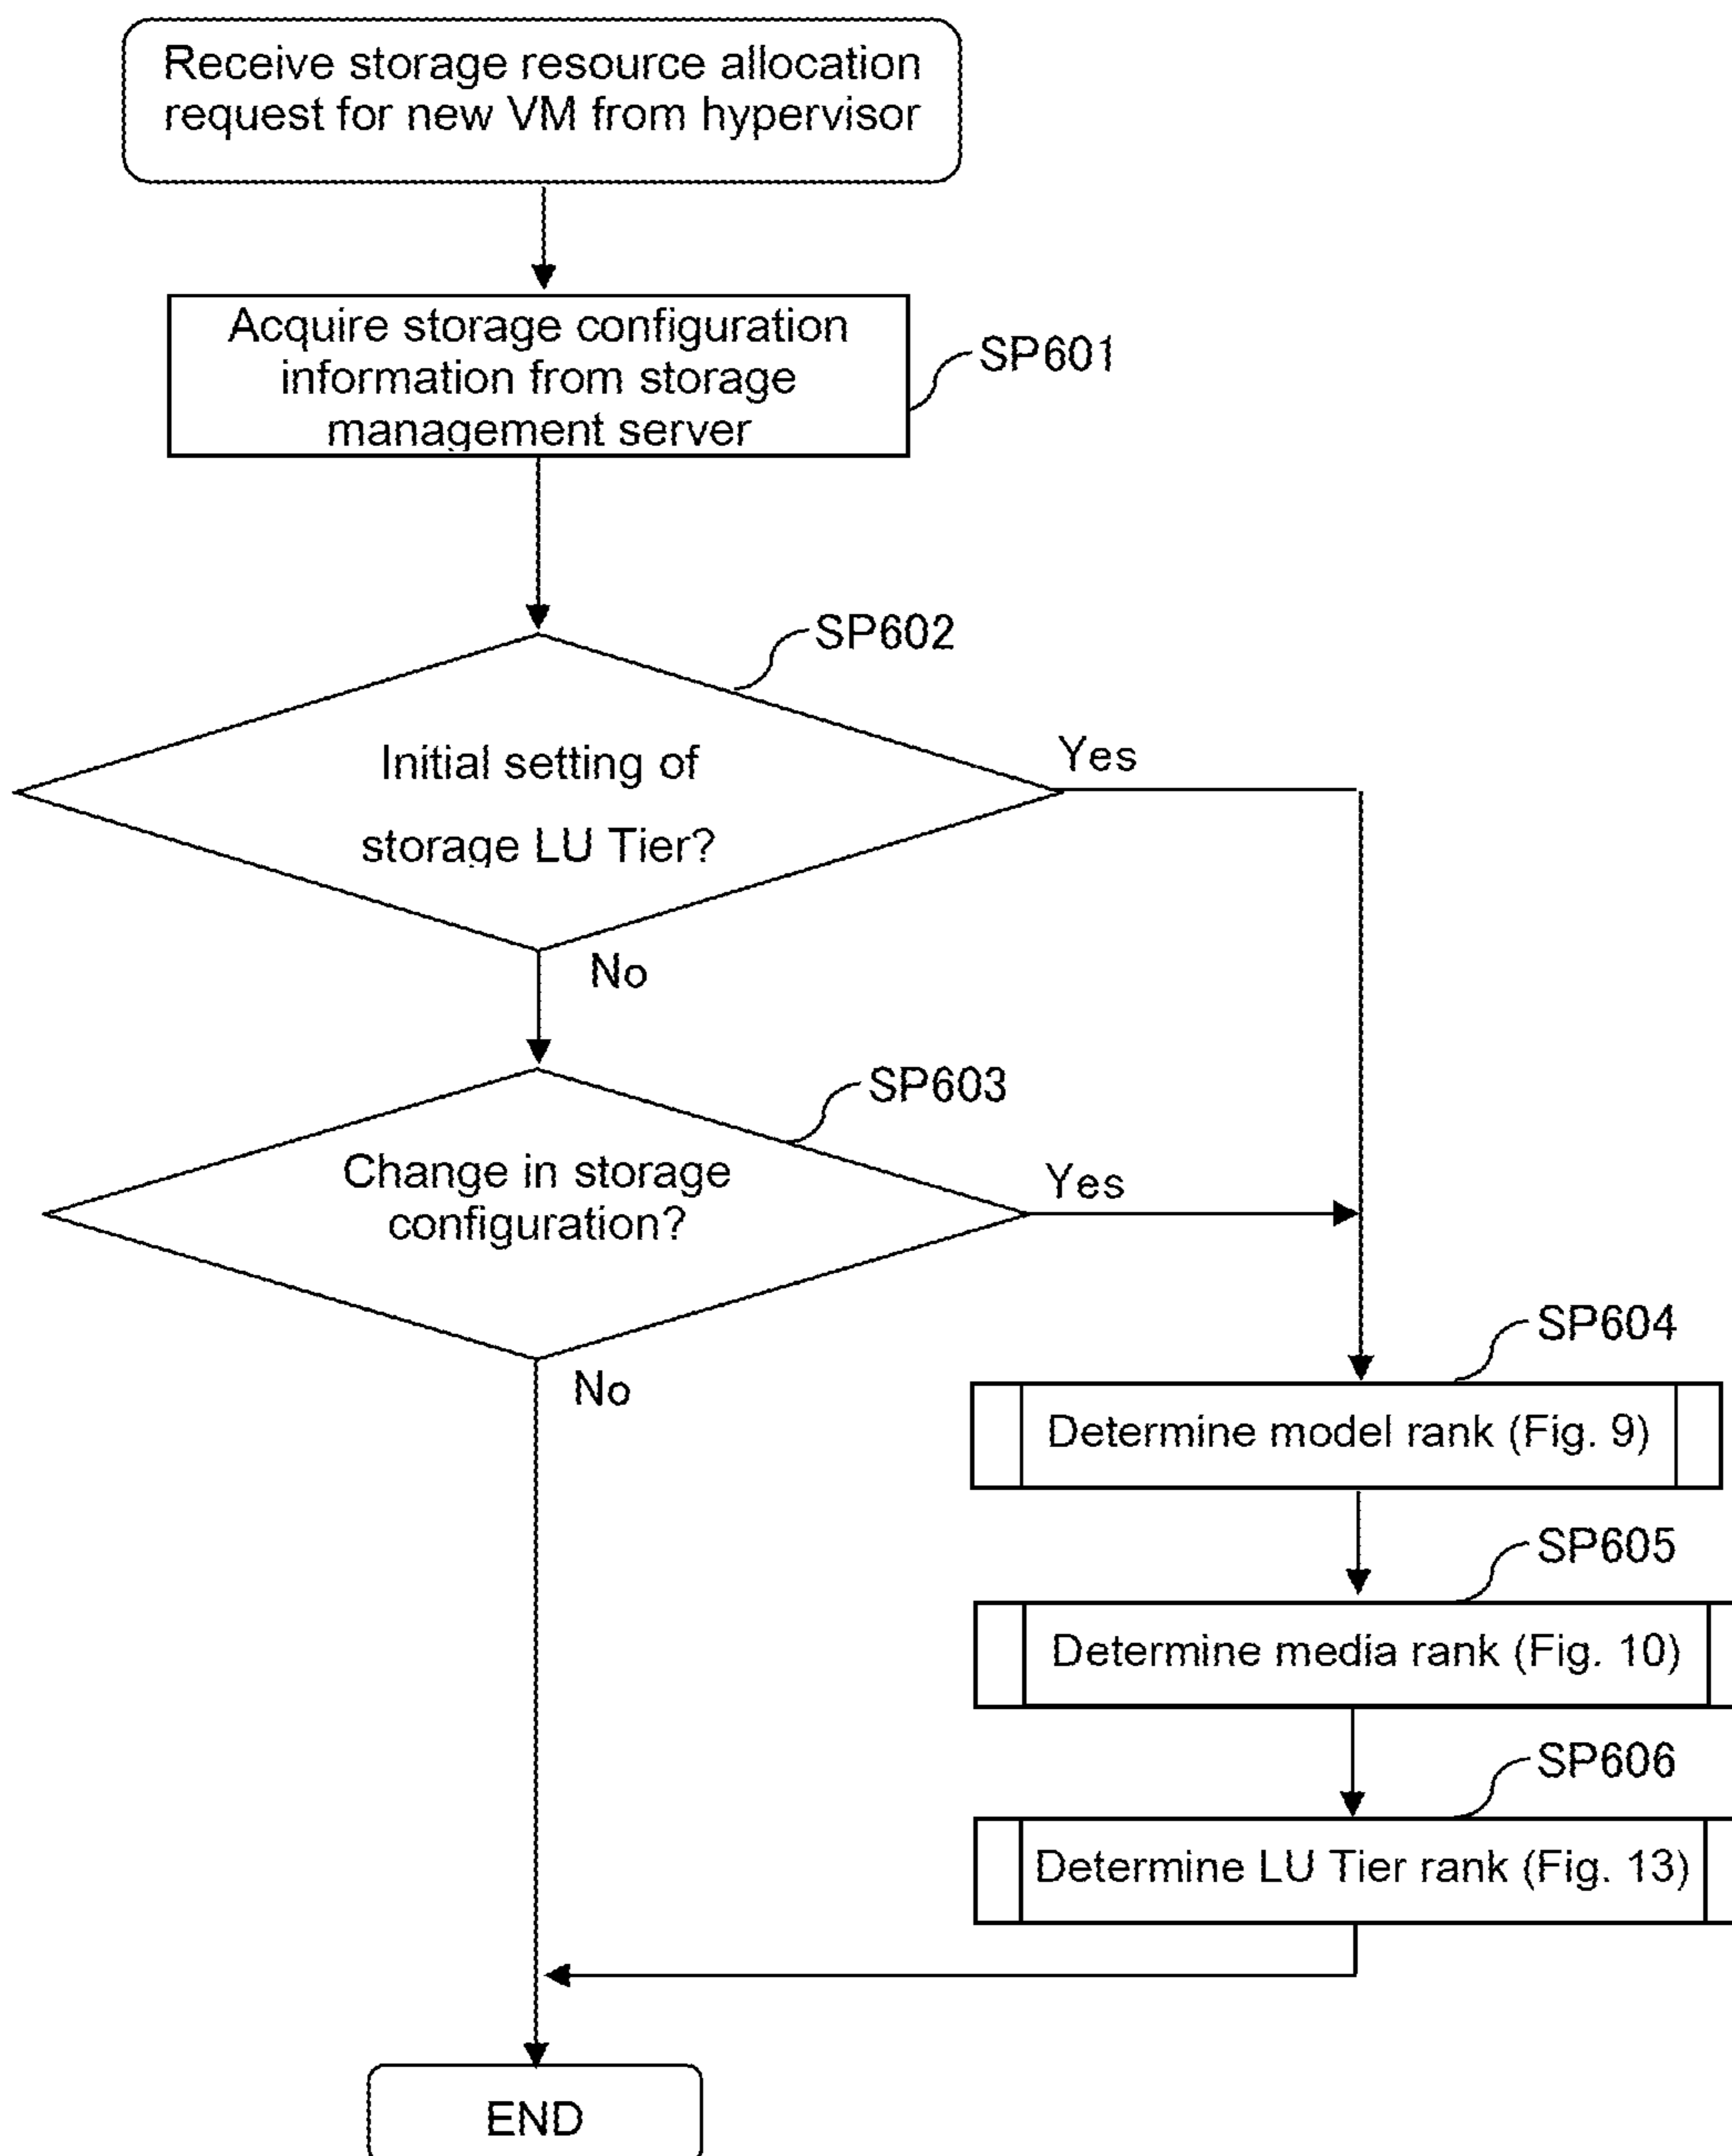 Receive storage resource allocation
request for new VM from hypervisor
Acquire storage configuration
information from storage
management server
SP601
SP602
Initial setting of
storage LU Tier?
Yes
No
SP603
Change in storage
configuration?
Yes
No
SP604
Determine model rank (Fig. 9)
SP605
Determine media rank (Fig. 10)
SP606
Determine LU Tier rank (Fig. 13)
END